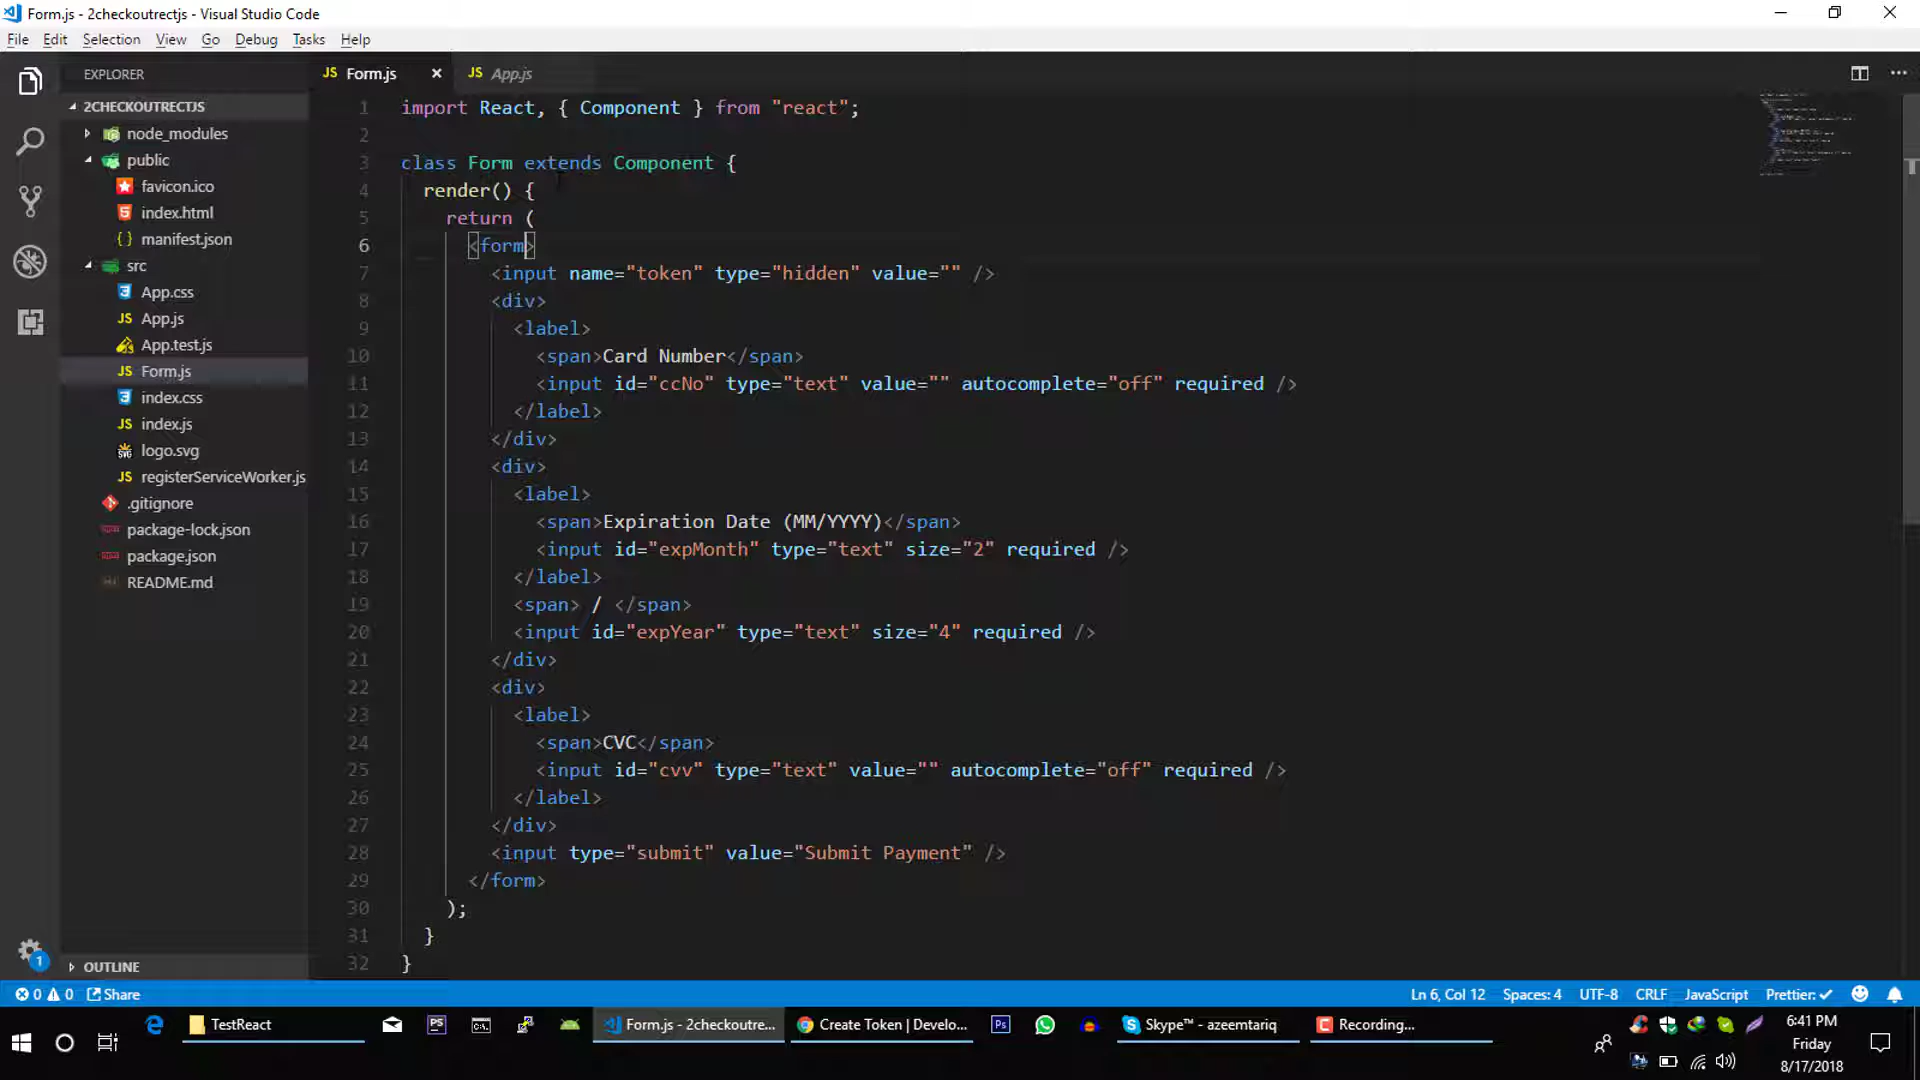 Form.js - 2checkoutrectjs - Visual Studio Code
File Edit Selection View Go Debug Tasks Help
EXPLORER
JS Form.js ×
JS App.js
2CHECKOUTRECTJS
node_modules
public
favicon.ico
index.html
{ } manifest.json
src
App.css
JS App.js
App.test.js
JS Form.js
index.css
JS index.js
logo.svg
JS registerServiceWorker.js
.gitignore
package-lock.json
package.json
README.md
OUTLINE
1 import React, { Component } from "react";
2
3 class Form extends Component {
4 render() {
5 return (
6 <form>
7 <input name="token" type="hidden" value="" />
8 <div>
9 <label>
10 <span>Card Number</span>
11 <input id="ccNo" type="text" value="" autocomplete="off" required />
12 </label>
13 </div>
14 <div>
15 <label>
16 <span>Expiration Date (MM/YYYY)</span>
17 <input id="expMonth" type="text" size="2" required />
18 </label>
19 <span> / </span>
20 <input id="expYear" type="text" size="4" required />
21 </div>
22 <div>
23 <label>
24 <span>CVC</span>
25 <input id="cvv" type="text" value="" autocomplete="off" required />
26 </label>
27 </div>
28 <input type="submit" value="Submit Payment" />
29 </form>
30 );
31 }
32 }
1
0 0 Share
Ln 6, Col 12 Spaces: 4 UTF-8 CRLF JavaScript Prettier: ✓
TestReact
PS
Form.js - 2checkoutre...
Create Token | Develo...
Ps
Skype™ - azeemtariq
Recording...
6:41 PM
Friday
8/17/2018